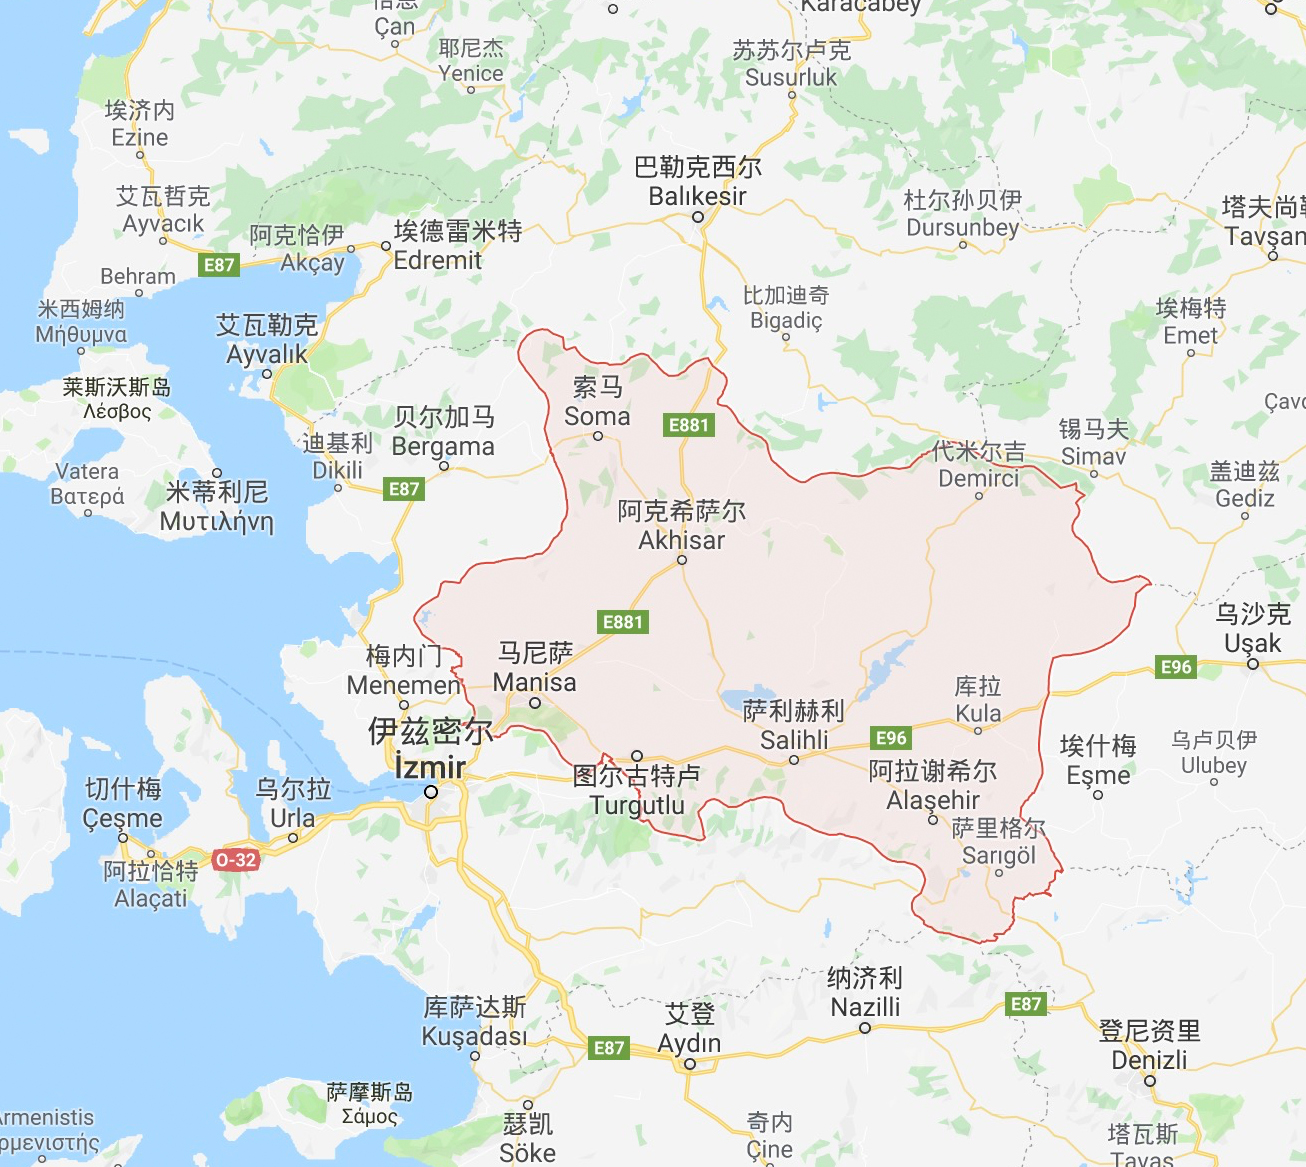 Çan
Karacabey
耶尼杰
Yenice
苏苏尔卢克
Susurluk
埃济内
Ezine
巴勒克西尔
Balıkesir
艾瓦哲克
Ayvacık
杜尔孙贝伊
Dursunbey
阿克恰伊
Akçay
埃德雷米特
Edremit
E87
Behram
米西姆纳
Μήθυμνα
艾瓦勒克
Ayvalık
比加迪奇
Bigadiç
埃梅特
Emet
莱斯沃斯岛
Λέσβος
索马
Soma
E881
贝尔加马
Bergama
迪基利
Dikili
E87
代米尔吉
Demirci
锡马夫
Simav
盖迪兹
Gediz
Vatera
Βατερά
米蒂利尼
Μυτιλήνη
阿克希萨尔
Akhisar
E881
乌沙克
Uşak
E96
梅内门
Menemen
马尼萨
Manisa
库拉
Kula
萨利赫利
Salihli
E96
伊兹密尔
İzmir
埃什梅
Eşme
乌卢贝伊
Ulubey
图尔古特卢
Turgutlu
阿拉谢希尔
Alaşehir
切什梅
Çeşme
乌尔拉
Urla
萨里格尔
Sarıgöl
O-32
阿拉恰特
Alaçati
纳济利
Nazilli
E87
库萨达斯
Kuşadası
艾登
Aydın
E87
登尼资里
Denizli
萨摩斯岛
Σάμος
瑟凯
Söke
奇内
Çine
塔瓦斯
Tavas